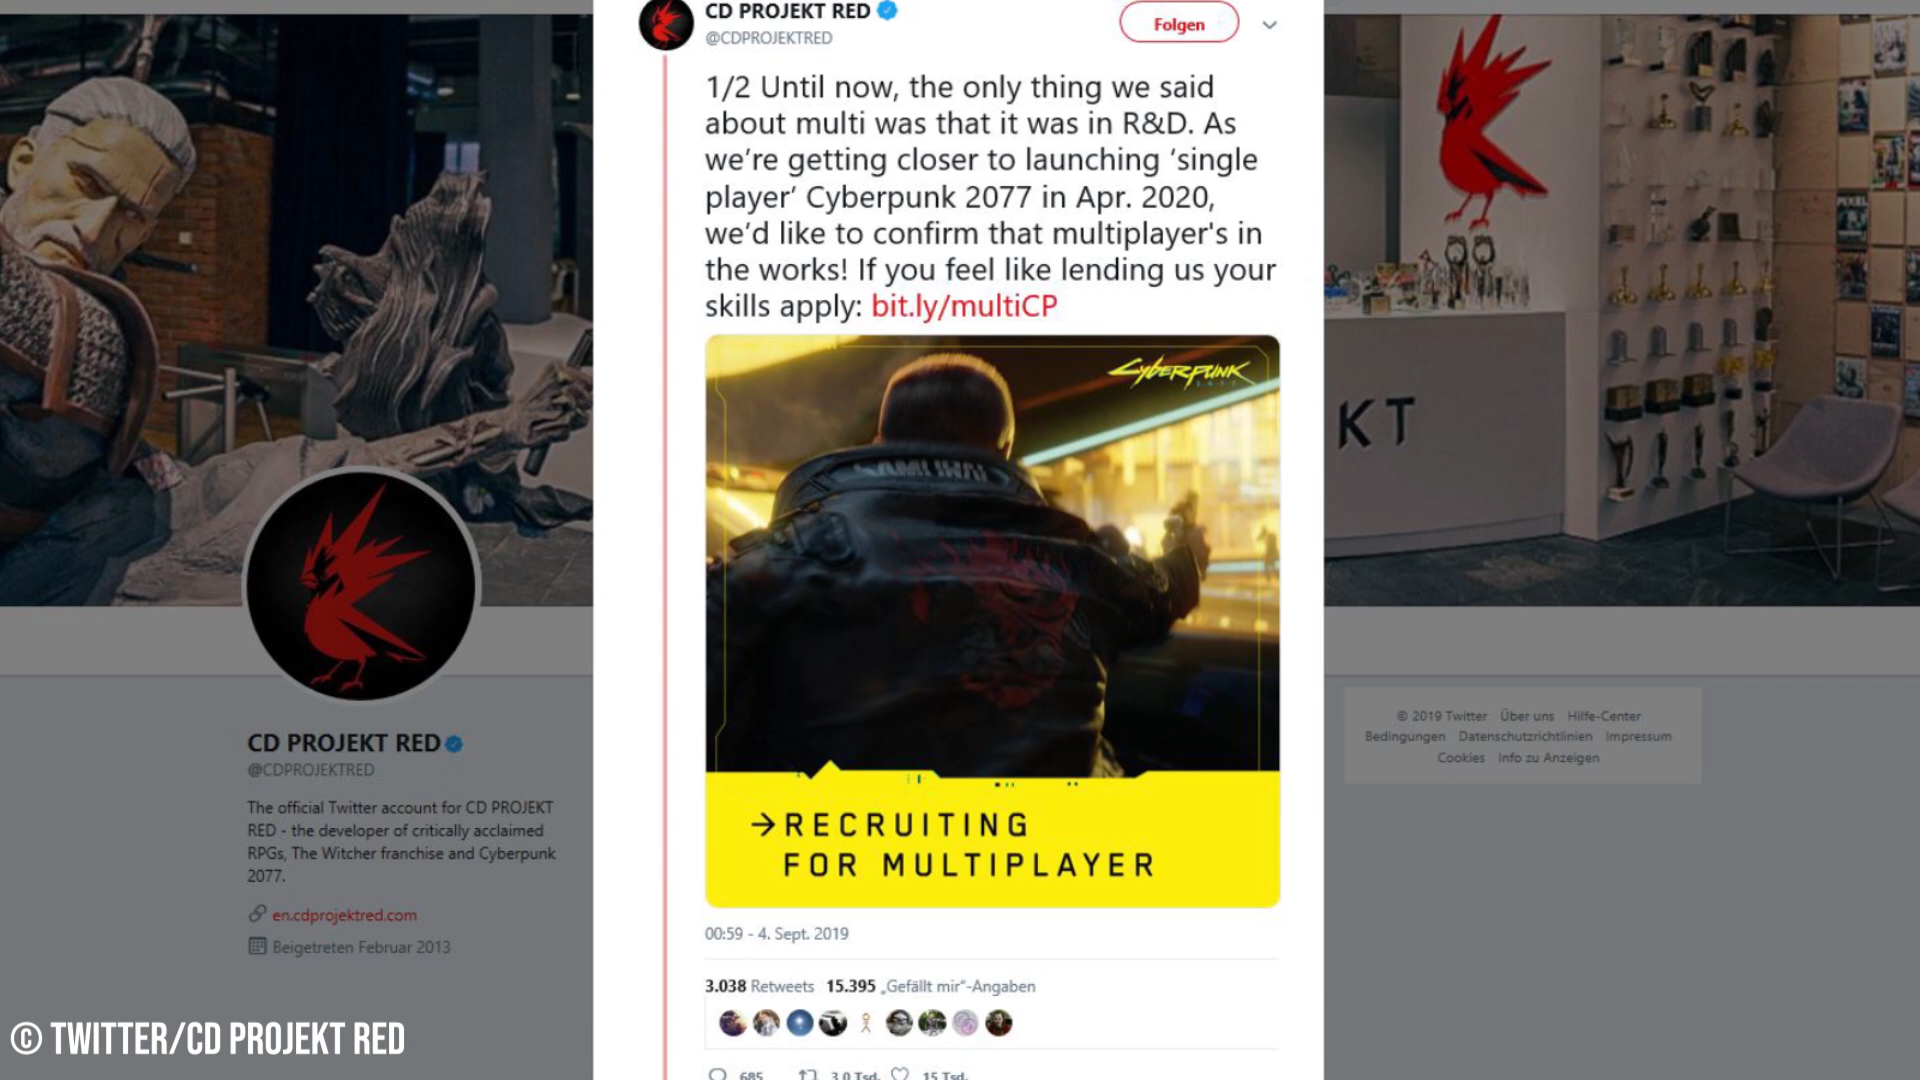 CD PROJEKT RED
@CDPROJEKTRED
Folgen
1/2 Until now, the only thing we said
about multi was that it was in R&D. As
we’re getting closer to launching ‘single
player’ Cyberpunk 2077 in Apr. 2020,
we’d like to confirm that multiplayer's in
the works! If you feel like lending us your
skills apply: bit.ly/multiCP
CYBERPUNK
2077
SAMURAI
→RECRUITING
FOR MULTIPLAYER
00:59 - 4. Sept. 2019
3.038 Retweets 15.395 „Gefällt mir“-Angaben
685 3,0 Tsd. 15 Tsd.
KT
CD PROJEKT RED
@CDPROJEKTRED
The official Twitter account for CD PROJEKT
RED - the developer of critically acclaimed
RPGs, The Witcher franchise and Cyberpunk
2077.
en.cdprojektred.com
Beigetreten Februar 2013
© 2019 Twitter Über uns Hilfe-Center
Bedingungen Datenschutzrichtlinien Impressum
Cookies Info zu Anzeigen
© TWITTER/CD PROJEKT RED